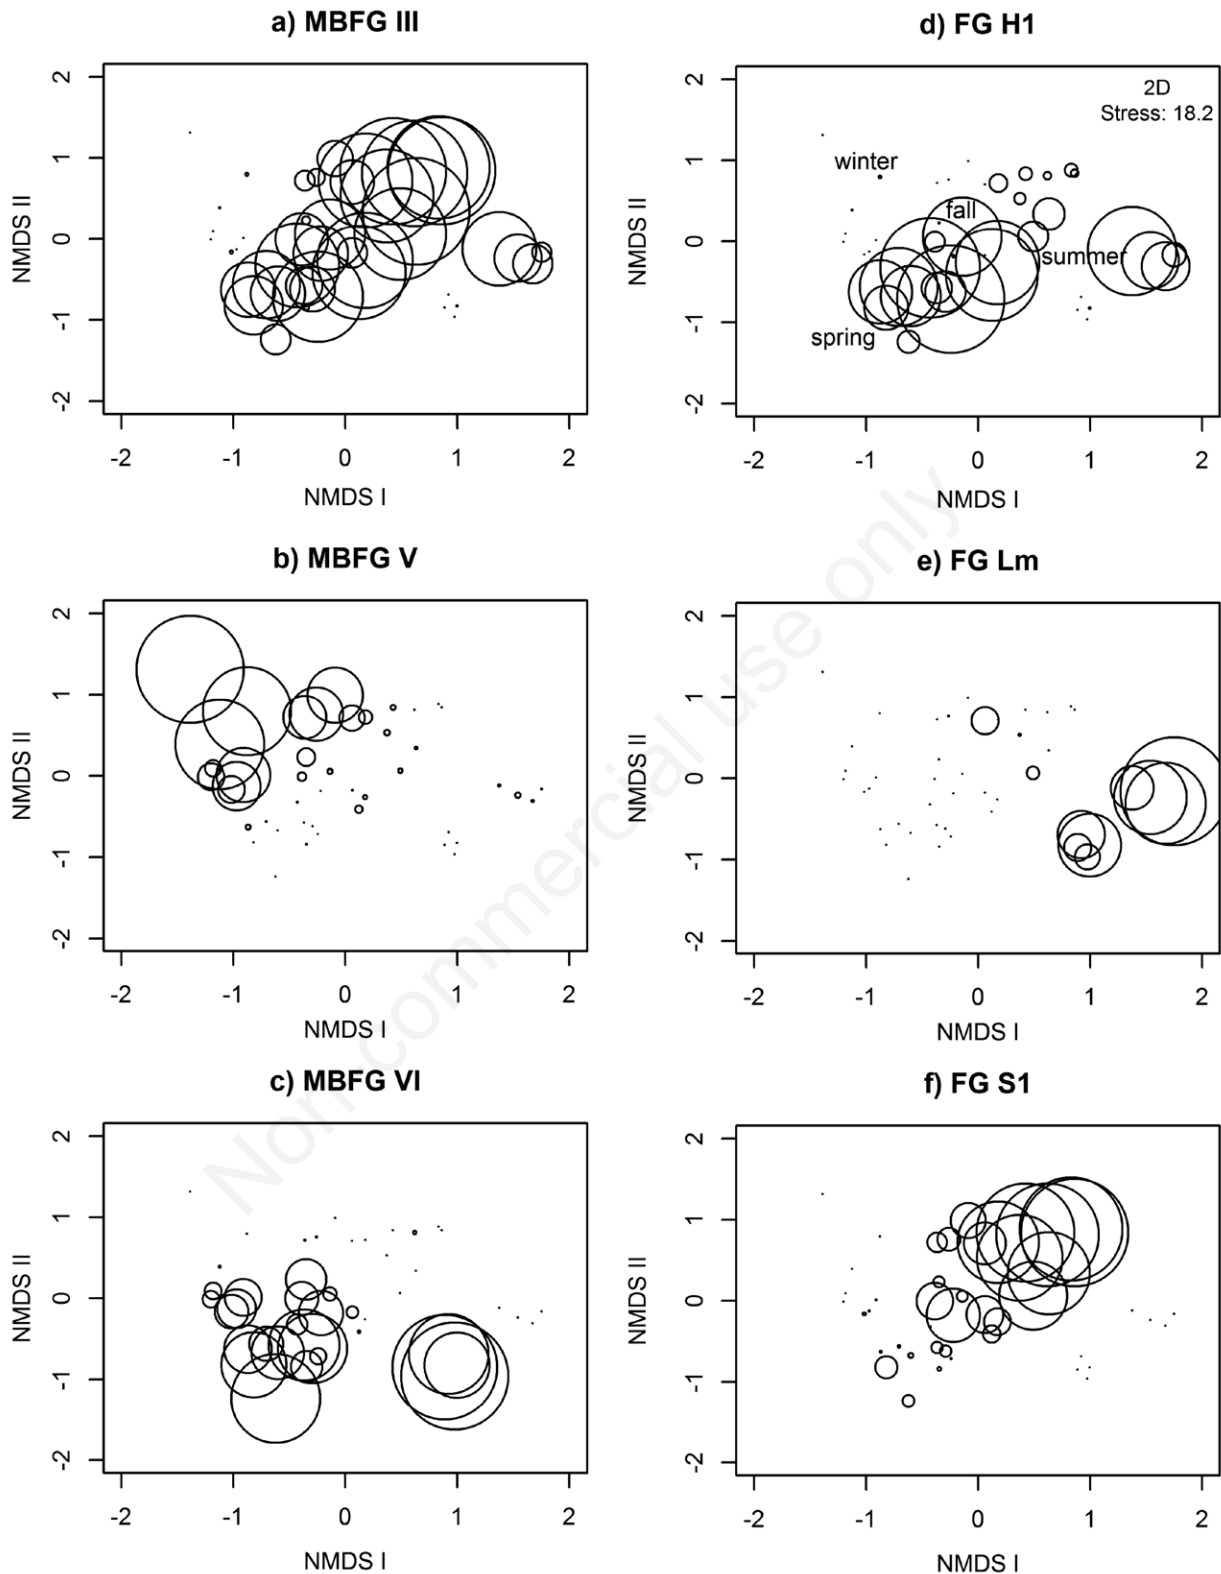 a) MBFG III
2
1
0
-1
-2
NMDS II
-2 -1 0 1 2
NMDS I
d) FG H1
2D
Stress: 18.2
winter
fall
summer
spring
2
1
0
-1
-2
NMDS II
-2 -1 0 1 2
NMDS I
b) MBFG V
2
1
0
-1
-2
NMDS II
-2 -1 0 1 2
NMDS I
e) FG Lm
2
1
0
-1
-2
NMDS II
-2 -1 0 1 2
NMDS I
c) MBFG VI
2
1
0
-1
-2
NMDS II
-2 -1 0 1 2
NMDS I
f) FG S1
2
1
0
-1
-2
NMDS II
-2 -1 0 1 2
NMDS I
Non-commercial use only